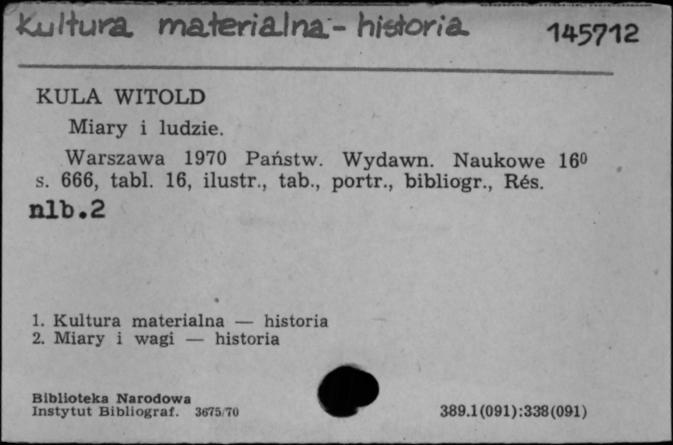 Kultura materialna - historia 145712
KULA WITOLD
Miary i ludzie.
Warszawa 1970 Państw. Wydawn. Naukowe 16⁰
s. 666, tabl. 16, ilustr., tab., portr., bibliogr., Rés.
nlb.2
1. Kultura materialna — historia
2. Miary i wagi — historia
Biblioteka Narodowa
Instytut Bibliograf. 3675/70 389.1(091):338(091)